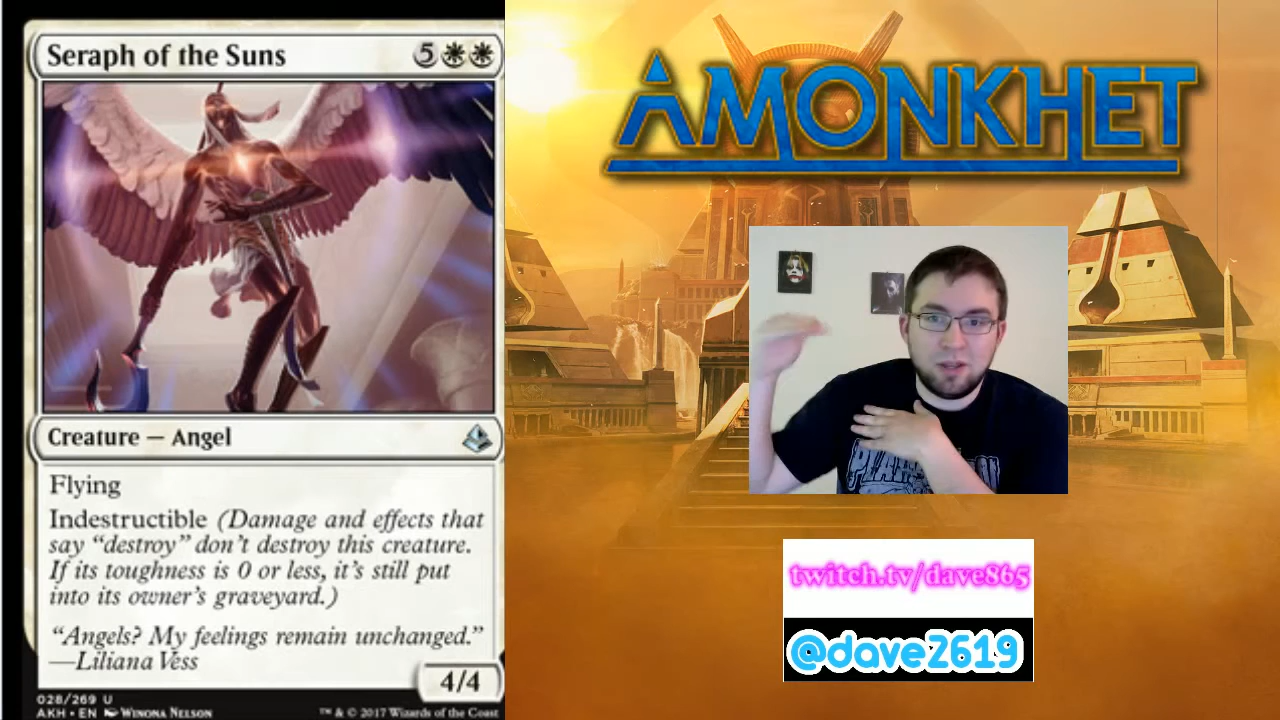 Seraph of the Suns
5
Creature — Angel
Flying
Indestructible (Damage and effects that
say “destroy” don’t destroy this creature.
If its toughness is 0 or less, it’s still put
into its owner’s graveyard.)
“Angels? My feelings remain unchanged.”
—Liliana Vess
4/4
028/269 U
AKH • EN Winona Nelson
™ & © 2017 Wizards of the Coast
AMONKHET
twitch.tv/dave865
@dave2619